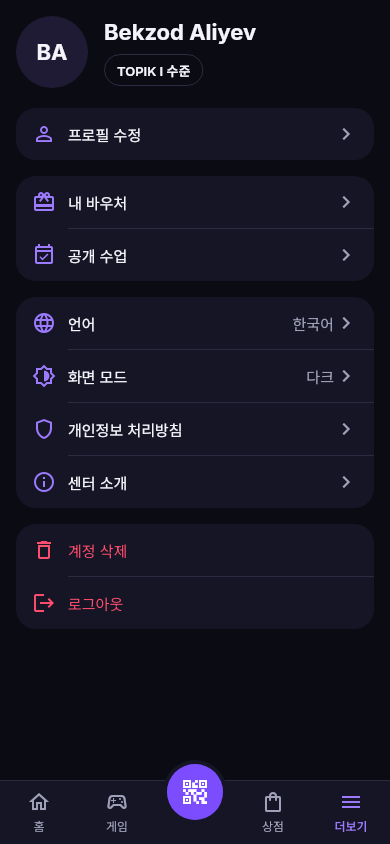 BA
Bekzod Aliyev
TOPIK I 수준
프로필 수정
내 바우처
공개 수업
언어 한국어
화면 모드 다크
개인정보 처리방침
센터 소개
계정 삭제
로그아웃
홈 게임 상점 더보기